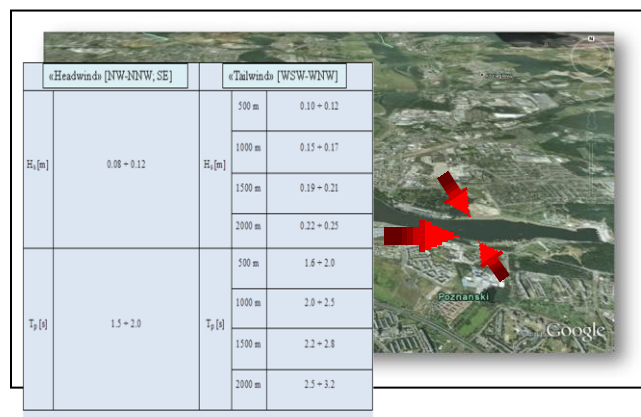 «Headwind» [NW-NNW; SE]
«Tailwind» [WSW-WNW]
Hs [m]
0.08 ÷ 0.12
Hs [m]
500 m
0.10 ÷ 0.12
1000 m
0.15 ÷ 0.17
1500 m
0.19 ÷ 0.21
2000 m
0.22 ÷ 0.25
Tp [s]
1.5 ÷ 2.0
Tp [s]
500 m
1.6 ÷ 2.0
1000 m
2.0 ÷ 2.5
1500 m
2.2 ÷ 2.8
2000 m
2.5 ÷ 3.2
Poznanski
Google